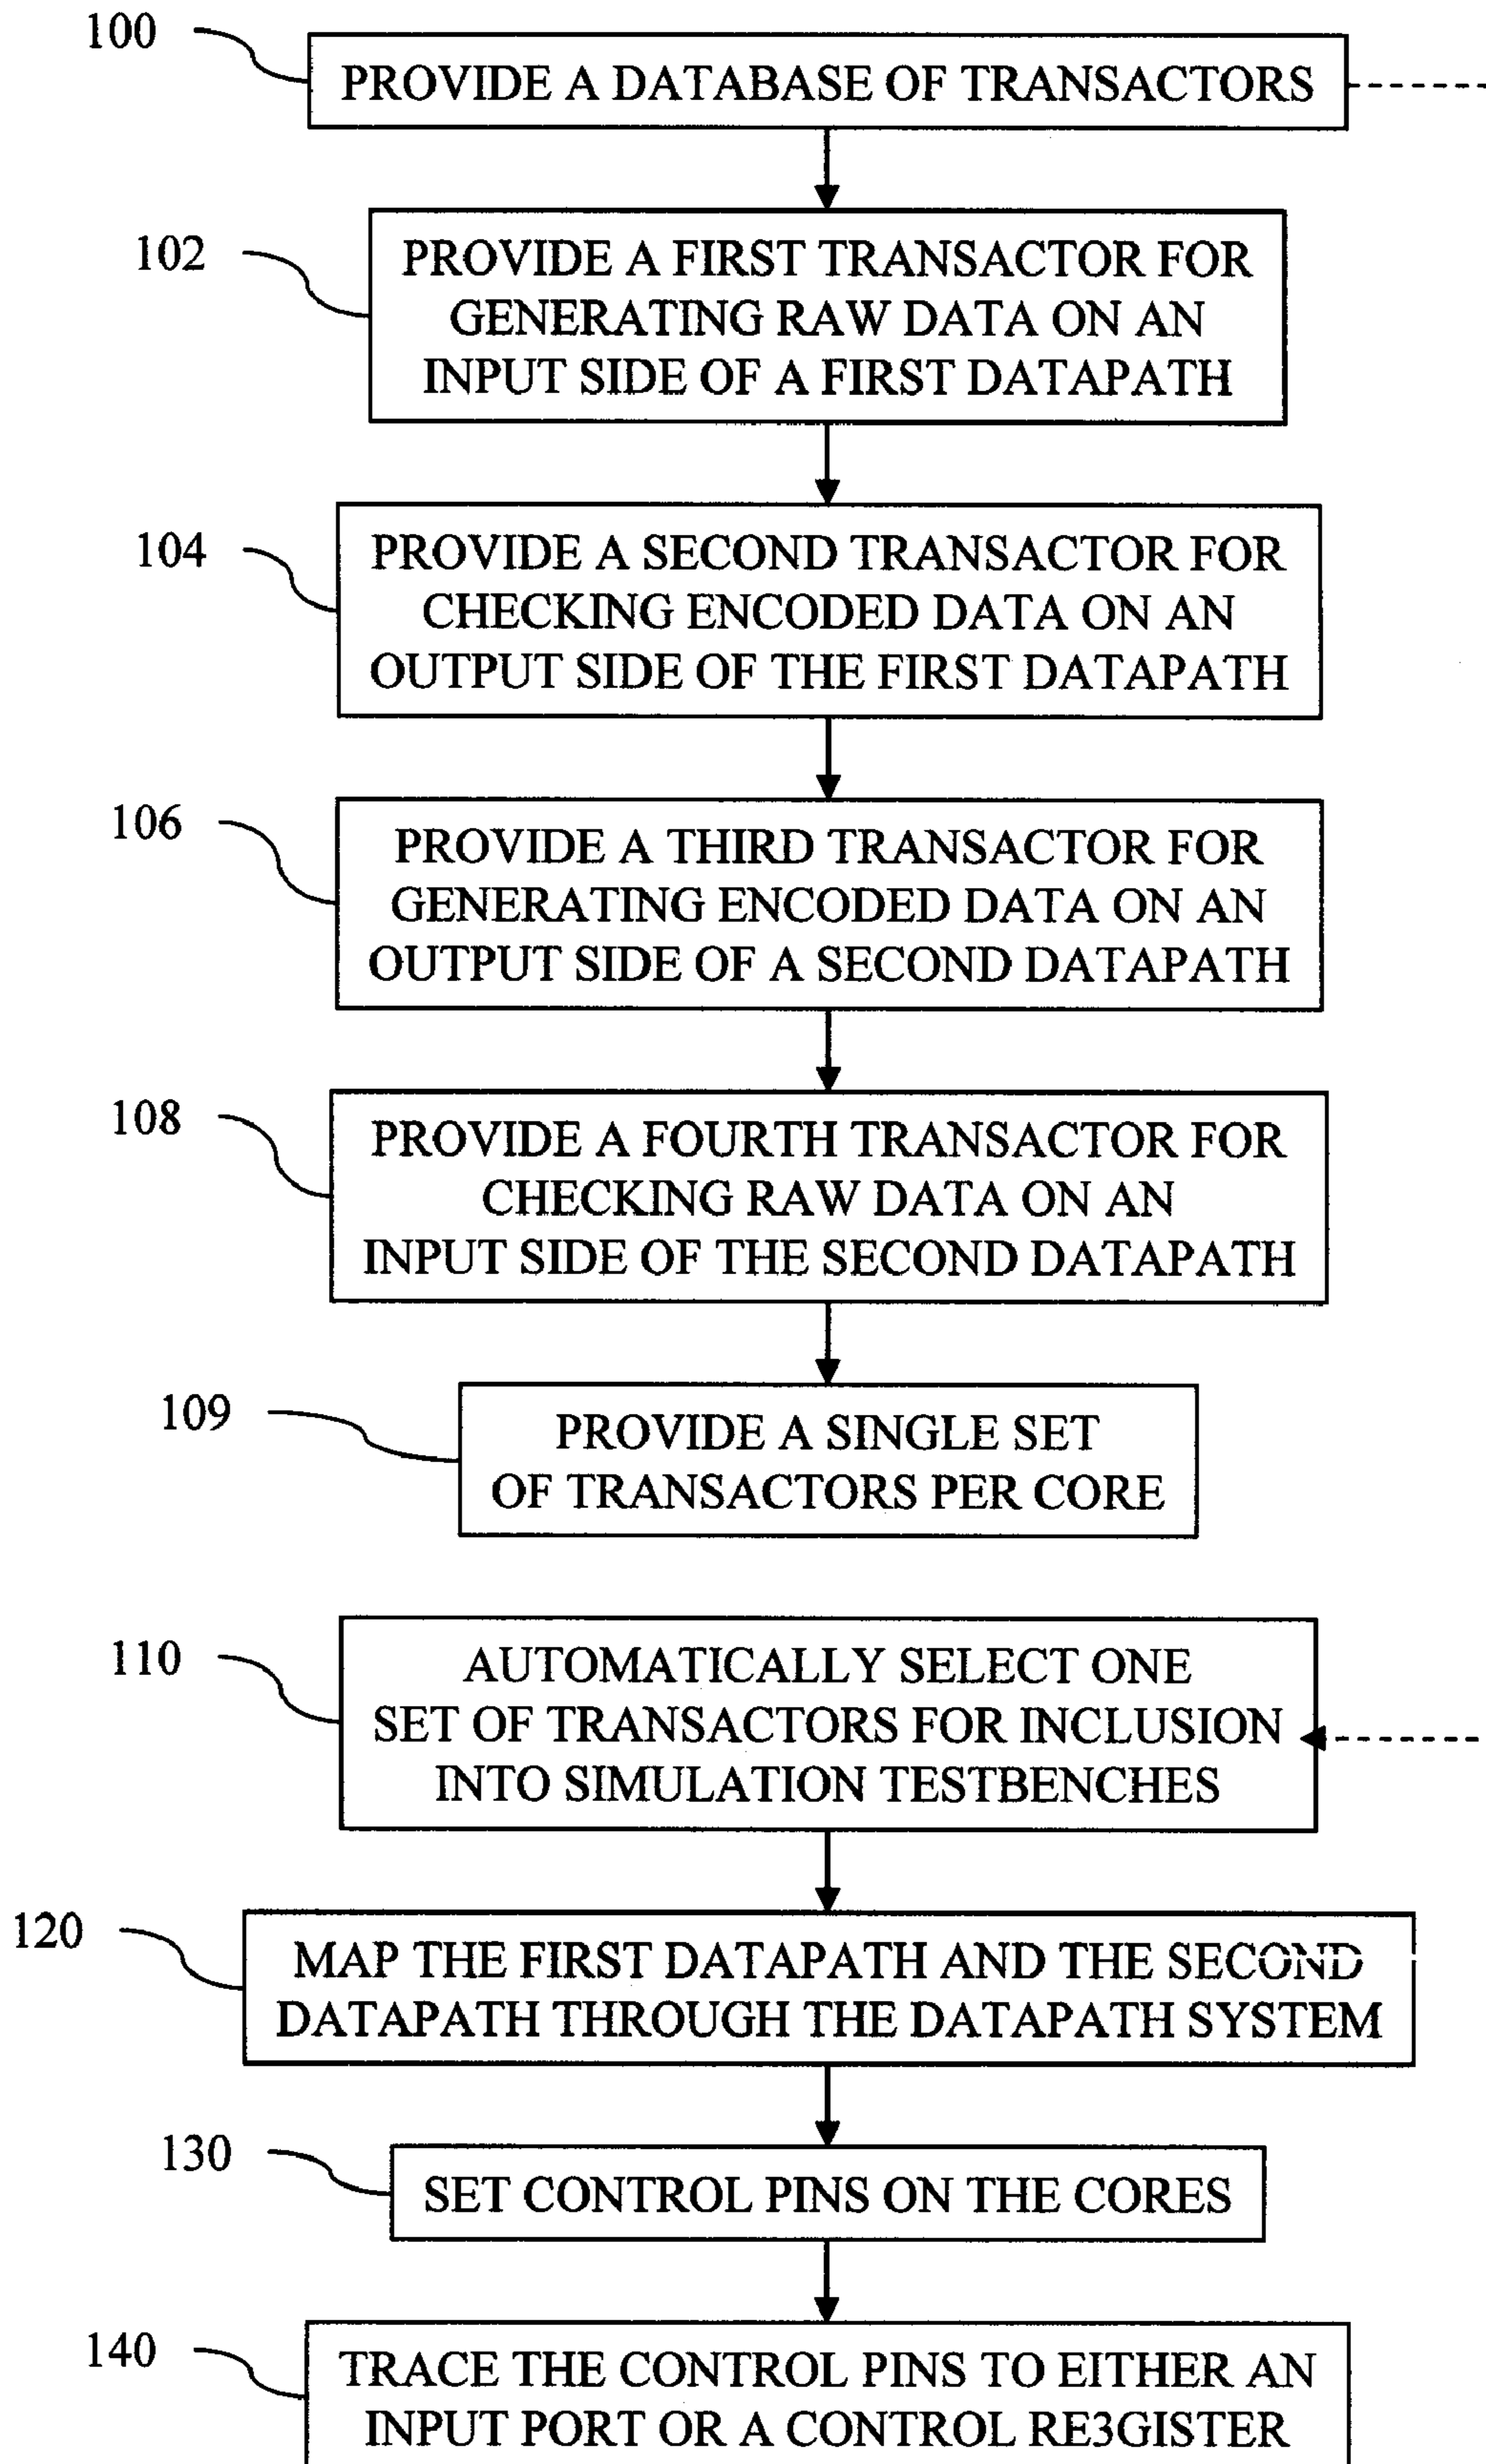 100
PROVIDE A DATABASE OF TRANSACTORS
102
PROVIDE A FIRST TRANSACTOR FOR
GENERATING RAW DATA ON AN
INPUT SIDE OF A FIRST DATAPATH
104
PROVIDE A SECOND TRANSACTOR FOR
CHECKING ENCODED DATA ON AN
OUTPUT SIDE OF THE FIRST DATAPATH
106
PROVIDE A THIRD TRANSACTOR FOR
GENERATING ENCODED DATA ON AN
OUTPUT SIDE OF A SECOND DATAPATH
108
PROVIDE A FOURTH TRANSACTOR FOR
CHECKING RAW DATA ON AN
INPUT SIDE OF THE SECOND DATAPATH
109
PROVIDE A SINGLE SET
OF TRANSACTORS PER CORE
110
AUTOMATICALLY SELECT ONE
SET OF TRANSACTORS FOR INCLUSION
INTO SIMULATION TESTBENCHES
120
MAP THE FIRST DATAPATH AND THE SECOND
DATAPATH THROUGH THE DATAPATH SYSTEM
130
SET CONTROL PINS ON THE CORES
140
TRACE THE CONTROL PINS TO EITHER AN
INPUT PORT OR A CONTROL RE3GISTER